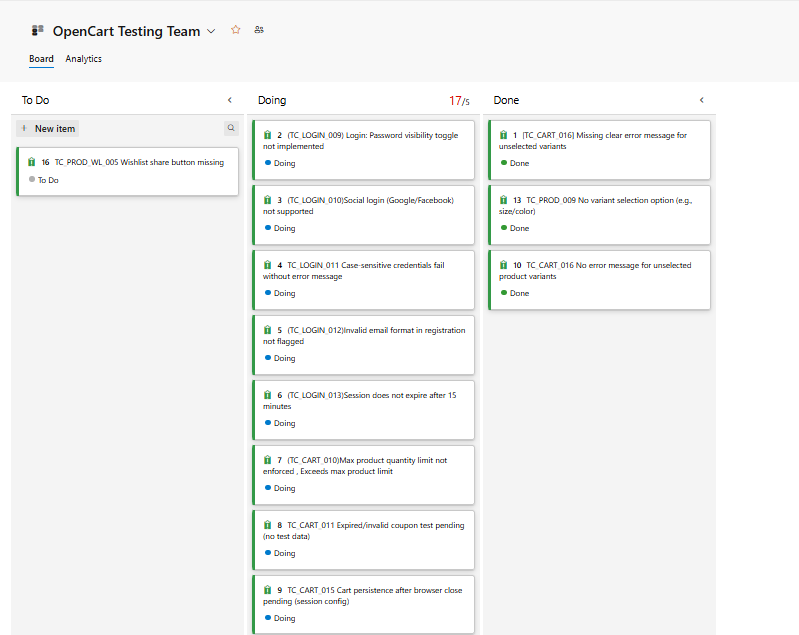 OpenCart Testing Team
Board Analytics
To Do
New item
16 TC_PROD_WL_005 Wishlist share button missing
To Do
Doing 17/5
2 (TC_LOGIN_009) Login: Password visibility toggle
not implemented
Doing
3 (TC_LOGIN_010)Social login (Google/Facebook)
not supported
Doing
4 TC_LOGIN_011 Case-sensitive credentials fail
without error message
Doing
5 (TC_LOGIN_012)Invalid email format in registration
not flagged
Doing
6 (TC_LOGIN_013)Session does not expire after 15
minutes
Doing
7 (TC_CART_010)Max product quantity limit not
enforced , Exceeds max product limit
Doing
8 TC_CART_011 Expired/invalid coupon test pending
(no test data)
Doing
9 TC_CART_015 Cart persistence after browser close
pending (session config)
Doing
Done
1 [TC_CART_016] Missing clear error message for
unselected variants
Done
13 TC_PROD_009 No variant selection option (e.g.,
size/color)
Done
10 TC_CART_016 No error message for unselected
product variants
Done